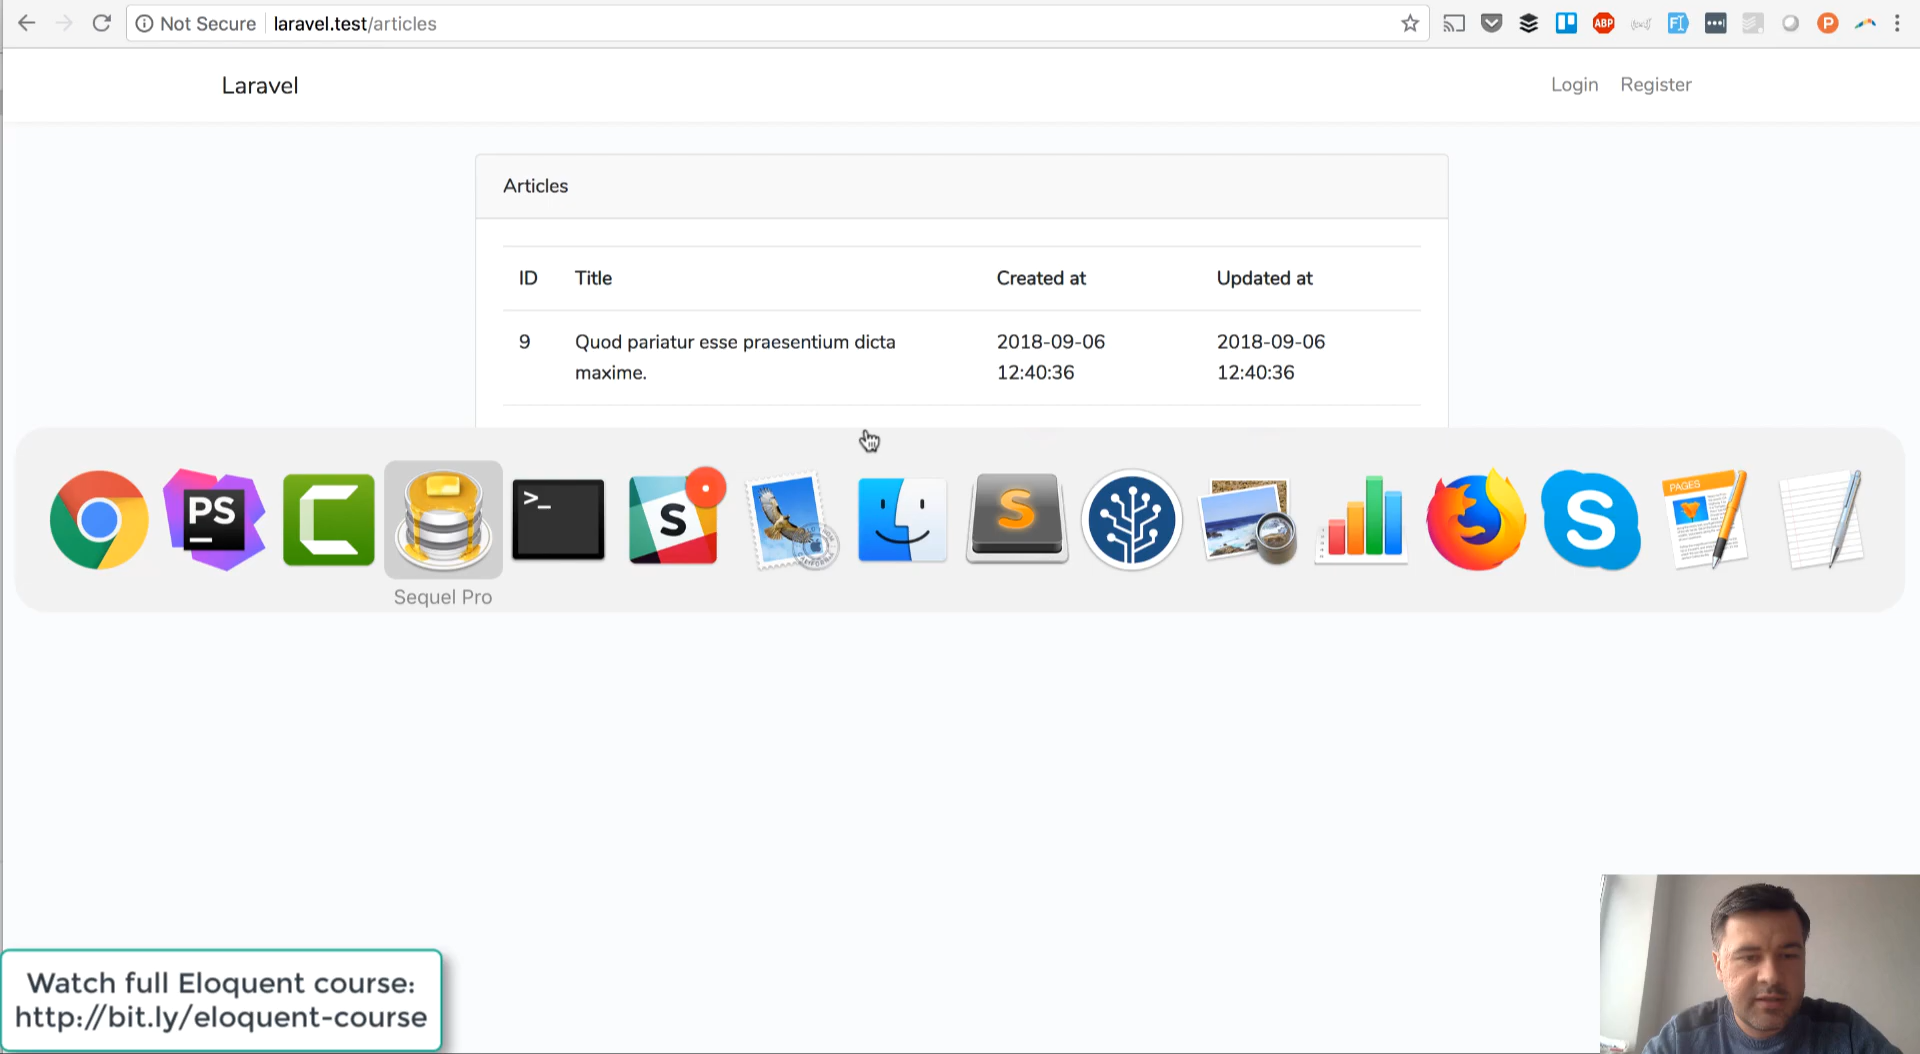 Not Secure laravel.test/articles
ABP
P
Laravel
Login Register
Articles
ID Title Created at Updated at
9 Quod pariatur esse praesentium dicta 2018-09-06 2018-09-06
maxime. 12:40:36 12:40:36
PS
C
>_
S
S
S
PAGES
Sequel Pro
Watch full Eloquent course:
http://bit.ly/eloquent-course